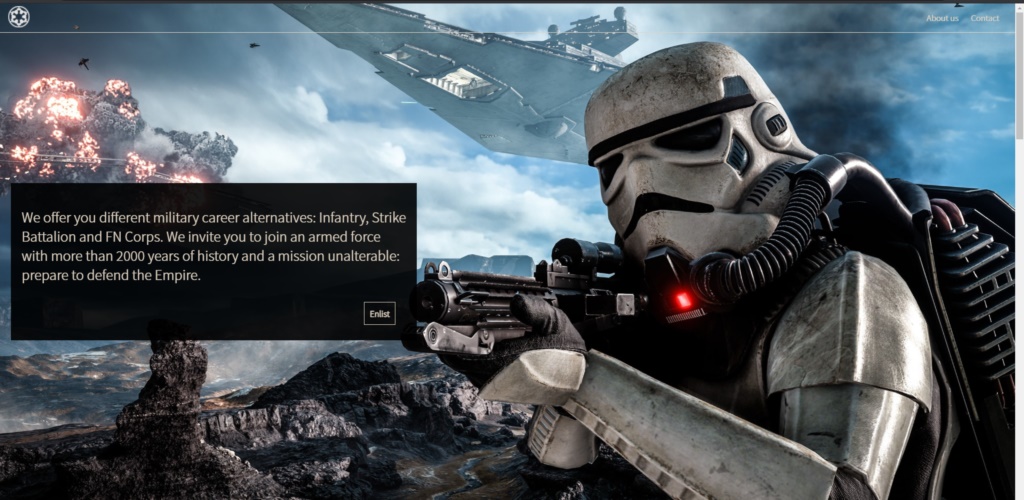 About us Contact
We offer you different military career alternatives: Infantry, Strike
Battalion and FN Corps. We invite you to join an armed force
with more than 2000 years of history and a mission unalterable:
prepare to defend the Empire.
Enlist